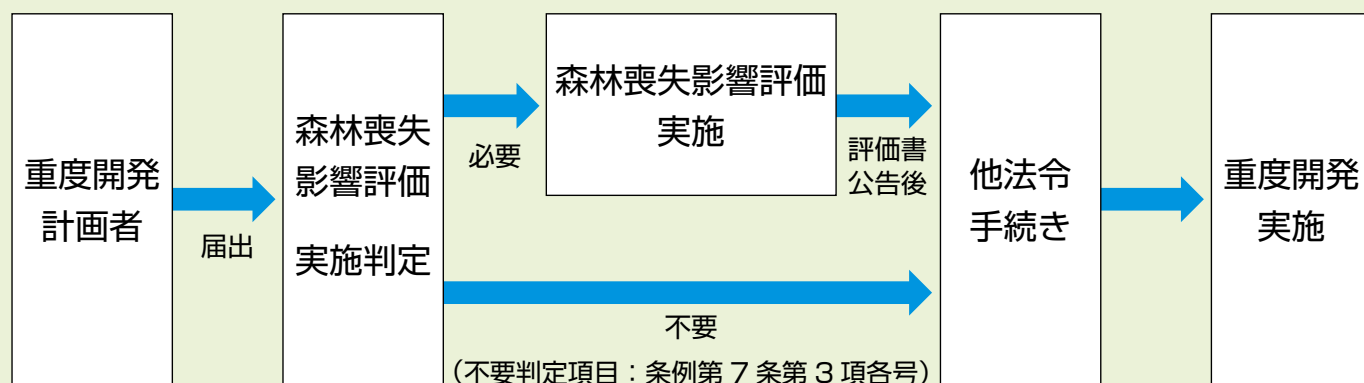 重度開発
計画者
届出
森林喪失
影響評価
実施判定
必要
森林喪失影響評価
実施
評価書
公告後
不要
（不要判定項目：条例第７条第３項各号）
他法令
手続き
重度開発
実施